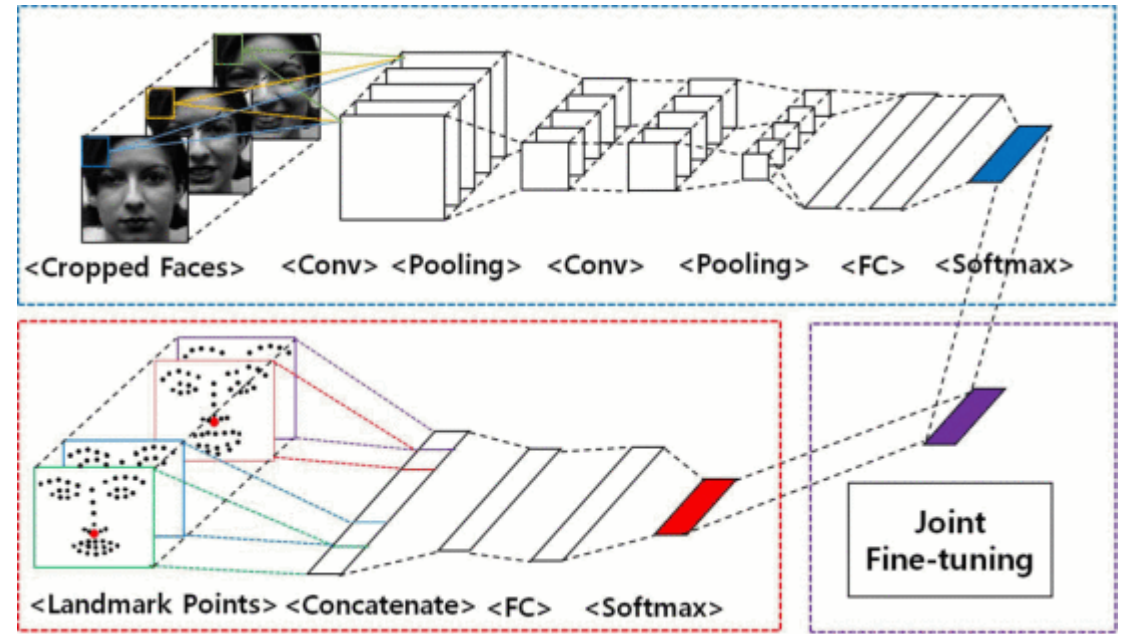 <Cropped Faces> <Conv> <Pooling> <Conv> <Pooling> <FC> <Softmax>
Joint
Fine-tuning
<Landmark Points> <Concatenate> <FC> <Softmax>